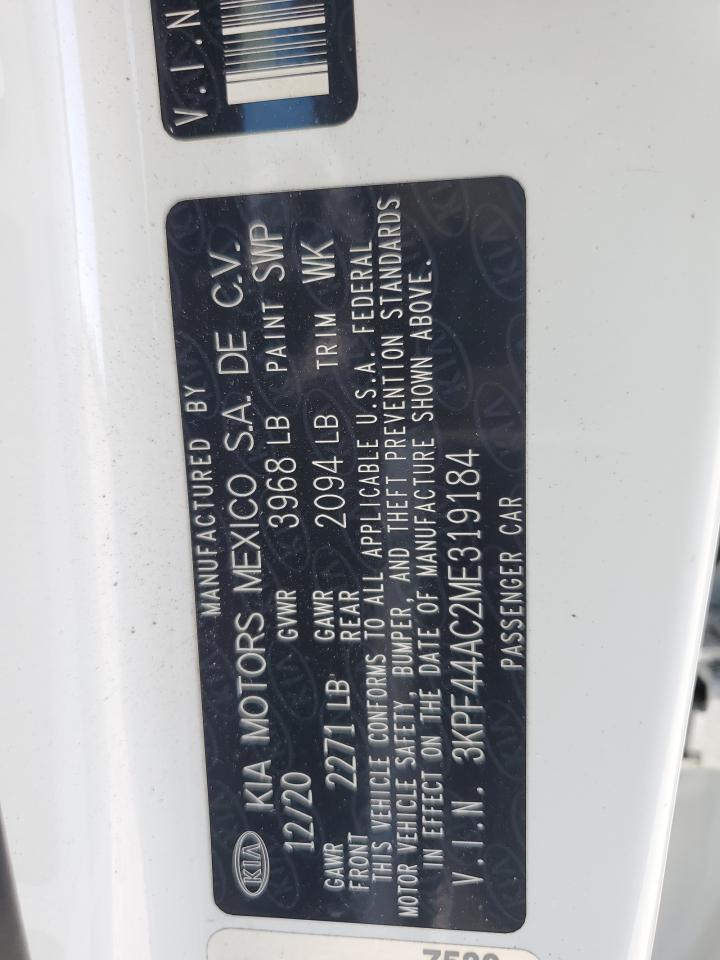 V.I.N
KIA
MANUFACTURED BY
KIA MOTORS MEXICO S.A. DE C.V.
12/20 GVWR 3968 LB PAINT SWP
GAWR FRONT 2271 LB GAWR REAR 2094 LB TRIM WK
THIS VEHICLE CONFORMS TO ALL APPLICABLE U.S.A. FEDERAL
MOTOR VEHICLE SAFETY, BUMPER, AND THEFT PREVENTION STANDARDS
IN EFFECT ON THE DATE OF MANUFACTURE SHOWN ABOVE.
V.I.N. 3KPF44AC2ME319184
PASSENGER CAR